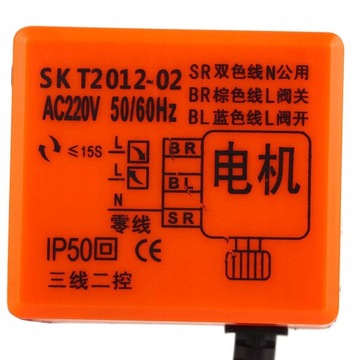 SK T2012-02
AC220V 50/60Hz
SR双色线N公用
BR棕色线L阀关
BL蓝色线L阀开
≤15S
L
BR
L
BL
N
零线
SR
电机
IP50 CE
三线二控